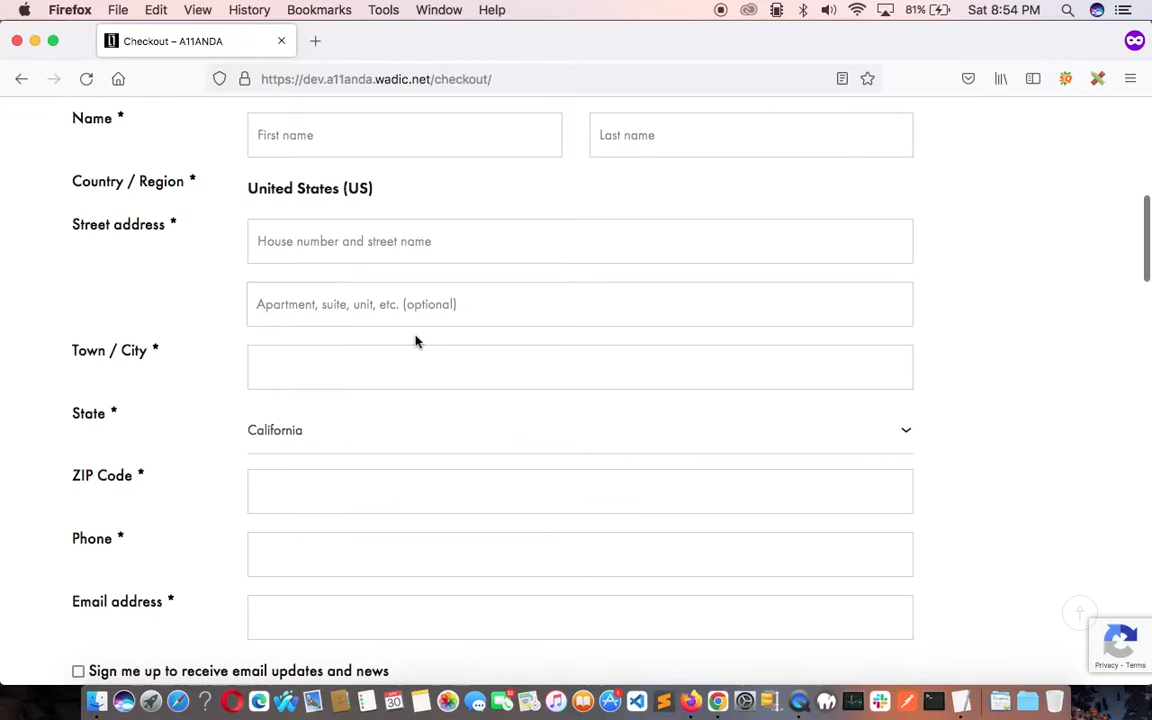 Firefox File Edit View History Bookmarks Tools Window Help 81% Sat 8:54 PM
Checkout – A11ANDA
https://dev.a11anda.wadic.net/checkout/
Name *
First name
Last name
Country / Region *
United States (US)
Street address *
House number and street name
Apartment, suite, unit, etc. (optional)
Town / City *
State *
California
ZIP Code *
Phone *
Email address *
Privacy - Terms
Sign me up to receive email updates and news